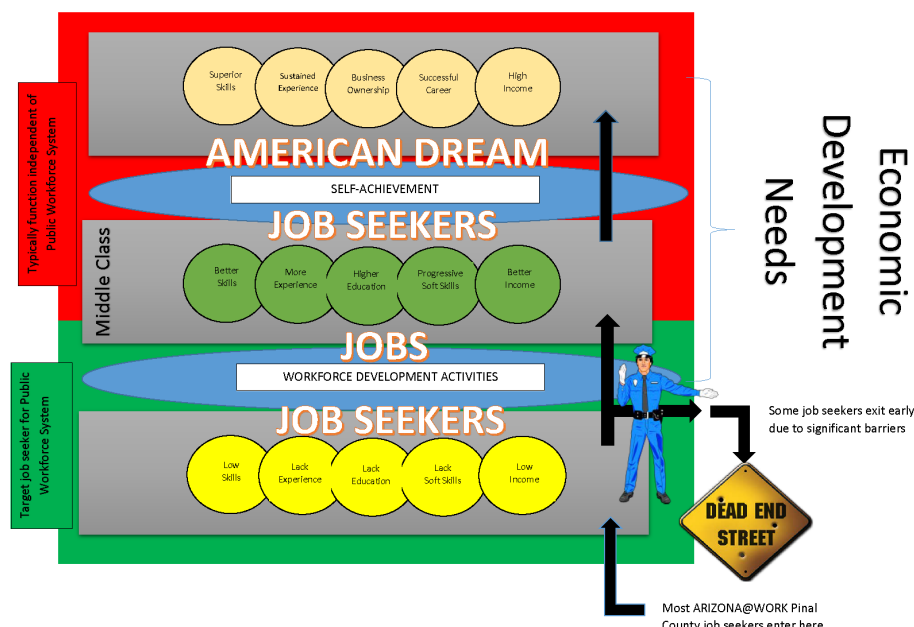 Superior
Skills
Sustained
Experience
Business
Ownership
Successful
Career
High
Income
AMERICAN DREAM
SELF-ACHIEVEMENT
JOB SEEKERS
Typically function independent of
Public Workforce System
Middle Class
Better
Skills
More
Experience
Higher
Education
Progressive
Soft Skills
Better
Income
JOBS
WORKFORCE DEVELOPMENT ACTIVITIES
JOB SEEKERS
Target job seeker for Public
Workforce System
Low
Skills
Lack
Experience
Lack
Education
Lack
Soft Skills
Low
Income
Economic
Development
Needs
Some job seekers exit early
due to significant barriers
DEAD END
STREET
Most ARIZONA@WORK Pinal
County job seekers enter here